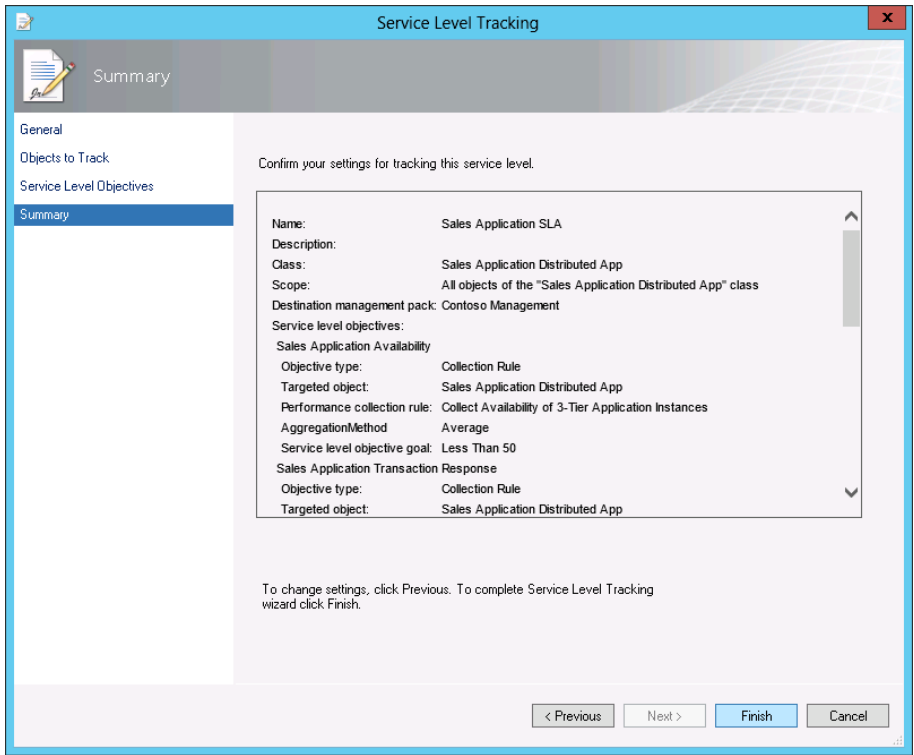 Service Level Tracking
x
Summary
General
Objects to Track
Service Level Objectives
Summary
Confirm your settings for tracking this service level.
Name: Sales Application SLA
Description:
Class: Sales Application Distributed App
Scope: All objects of the "Sales Application Distributed App" class
Destination management pack: Contoso Management
Service level objectives:
Sales Application Availability
Objective type: Collection Rule
Targeted object: Sales Application Distributed App
Performance collection rule: Collect Availability of 3-Tier Application Instances
AggregationMethod Average
Service level objective goal: Less Than 50
Sales Application Transaction Response
Objective type: Collection Rule
Targeted object: Sales Application Distributed App
To change settings, click Previous. To complete Service Level Tracking
wizard click Finish.
< Previous Next > Finish Cancel